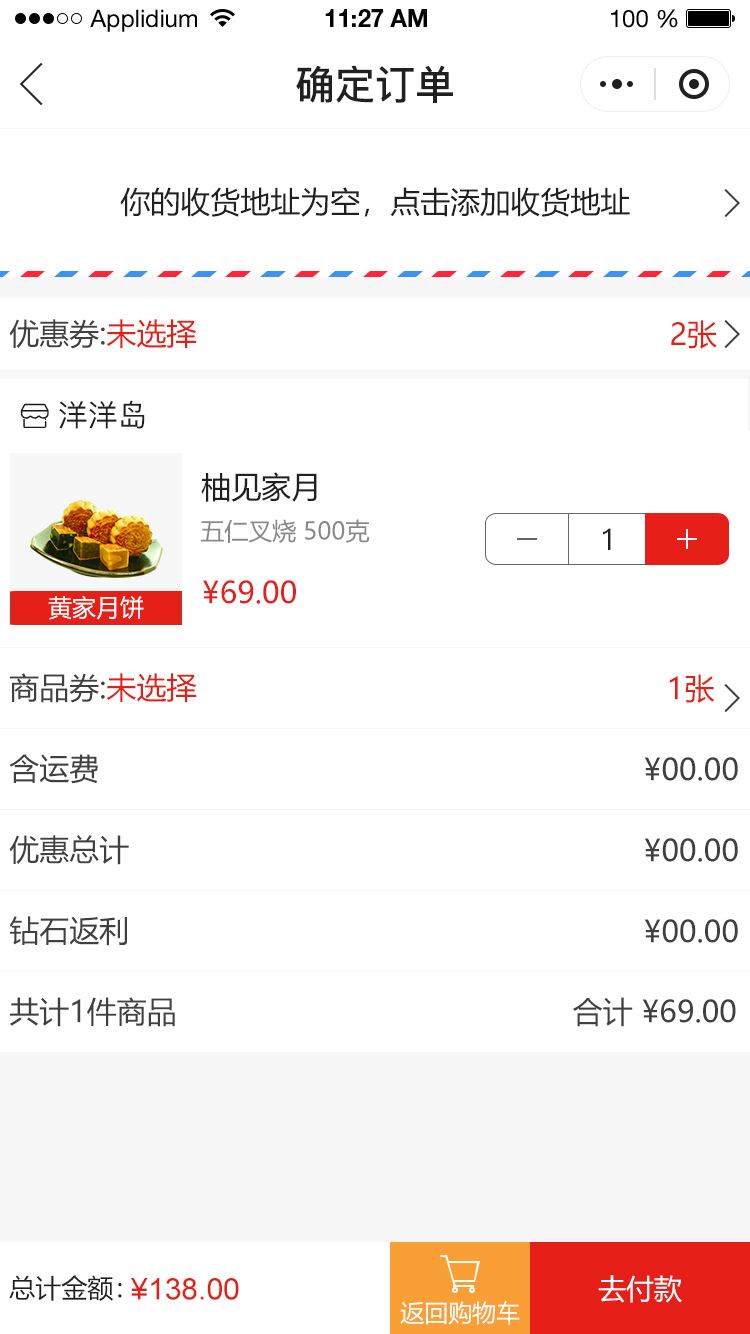 Applidium 11:27 AM 100 %
确定订单
你的收货地址为空，点击添加收货地址
优惠券:未选择 2张
洋洋岛
柚见家月
五仁叉烧 500克
1
¥69.00
黄家月饼
商品券:未选择 1张
含运费 ¥00.00
优惠总计 ¥00.00
钻石返利 ¥00.00
共计1件商品 合计 ¥69.00
总计金额: ¥138.00
返回购物车
去付款